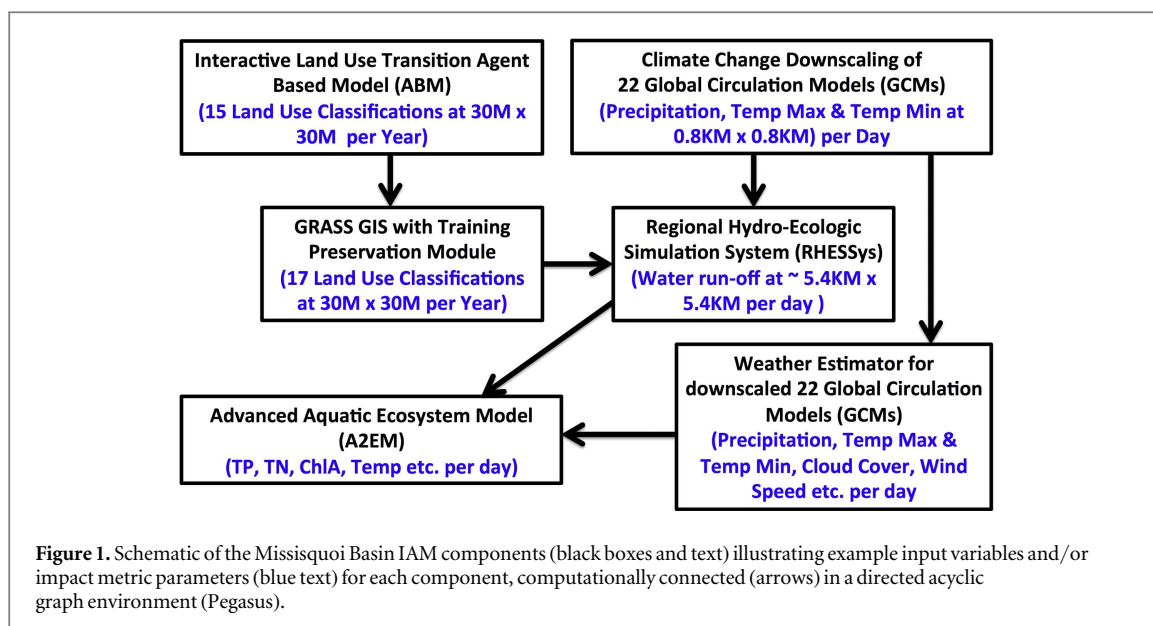 Interactive Land Use Transition Agent
Based Model (ABM)
(15 Land Use Classifications at 30M x
30M per Year)
Climate Change Downscaling of
22 Global Circulation Models (GCMs)
(Precipitation, Temp Max & Temp Min at
0.8KM x 0.8KM) per Day
GRASS GIS with Training
Preservation Module
(17 Land Use Classifications
at 30M x 30M per Year)
Regional Hydro-Ecologic
Simulation System (RHESSys)
(Water run-off at ~ 5.4KM x
5.4KM per day )
Advanced Aquatic Ecosystem Model
(A2EM)
(TP, TN, ChlA, Temp etc. per day)
Weather Estimator for
downscaled 22 Global Circulation
Models (GCMs)
(Precipitation, Temp Max &
Temp Min, Cloud Cover, Wind
Speed etc. per day
Figure 1. Schematic of the Missisquoi Basin IAM components (black boxes and text) illustrating example input variables and/or
impact metric parameters (blue text) for each component, computationally connected (arrows) in a directed acyclic
graph environment (Pegasus).